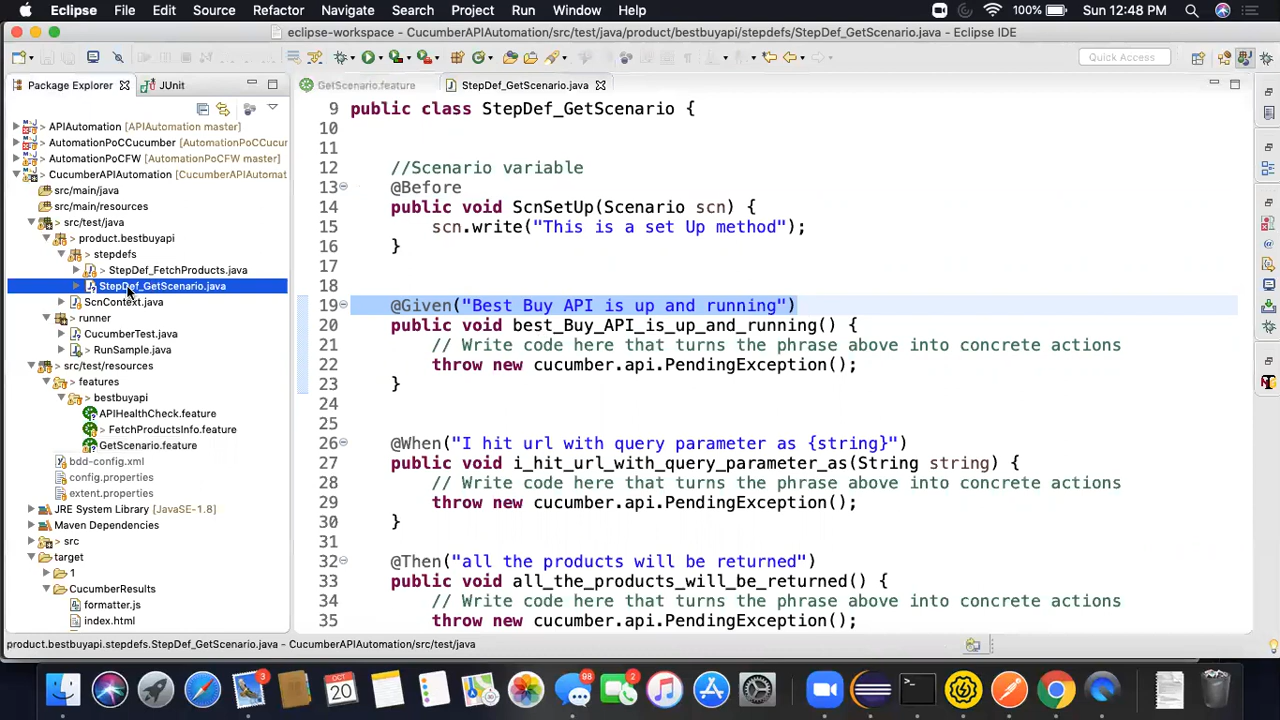 Eclipse File Edit Source Refactor Navigate Search Project Run Window Help 100% Sun 12:48 PM
eclipse-workspace - CucumberAPIAutomation/src/test/java/product/bestbuyapi/stepdefs/StepDef_GetScenario.java - Eclipse IDE
Quick Access
Package Explorer JUnit
GetScenario.feature StepDef_GetScenario.java
> APIAutomation [APIAutomation master]
> AutomationPoCCucumber [AutomationPoCCucur
> AutomationPoCFW [AutomationPoCFW master]
> CucumberAPIAutomation [CucumberAPIAutomat
src/main/java
src/main/resources
> src/test/java
> product.bestbuyapi
> stepdefs
> StepDef_FetchProducts.java
StepDef_GetScenario.java
ScnContext.java
> runner
CucumberTest.java
> RunSample.java
> src/test/resources
> features
> bestbuyapi
APIHealthCheck.feature
> FetchProductsInfo.feature
GetScenario.feature
bdd-config.xml
config.properties
extent.properties
JRE System Library [JavaSE-1.8]
Maven Dependencies
> src
> target
> 1
> CucumberResults
formatter.js
index.html
9 public class StepDef_GetScenario {
10
11
12 //Scenario variable
13 @Before
14 public void ScnSetUp(Scenario scn) {
15 scn.write("This is a set Up method");
16 }
17
18
19 @Given("Best Buy API is up and running")
20 public void best_Buy_API_is_up_and_running() {
21 // Write code here that turns the phrase above into concrete actions
22 throw new cucumber.api.PendingException();
23 }
24
25
26 @When("I hit url with query parameter as {string}")
27 public void i_hit_url_with_query_parameter_as(String string) {
28 // Write code here that turns the phrase above into concrete actions
29 throw new cucumber.api.PendingException();
30 }
31
32 @Then("all the products will be returned")
33 public void all_the_products_will_be_returned() {
34 // Write code here that turns the phrase above into concrete actions
35 throw new cucumber.api.PendingException();
product.bestbuyapi.stepdefs.StepDef_GetScenario.java - CucumberAPIAutomation/src/test/java
3 OCT 20 98 2